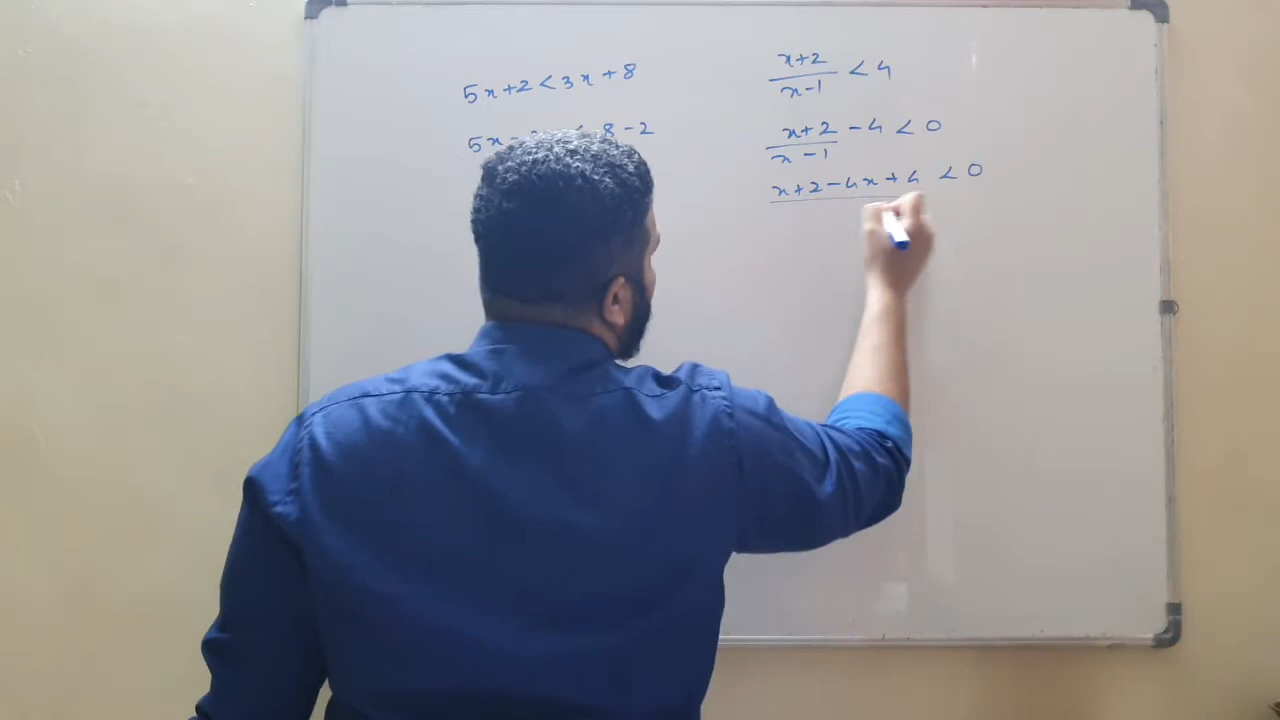 5x+2<3x+8
5x- < 8-2
x+2
x-1 < 4
x+2
x-1 -4<0
x+2-4x+4 <0